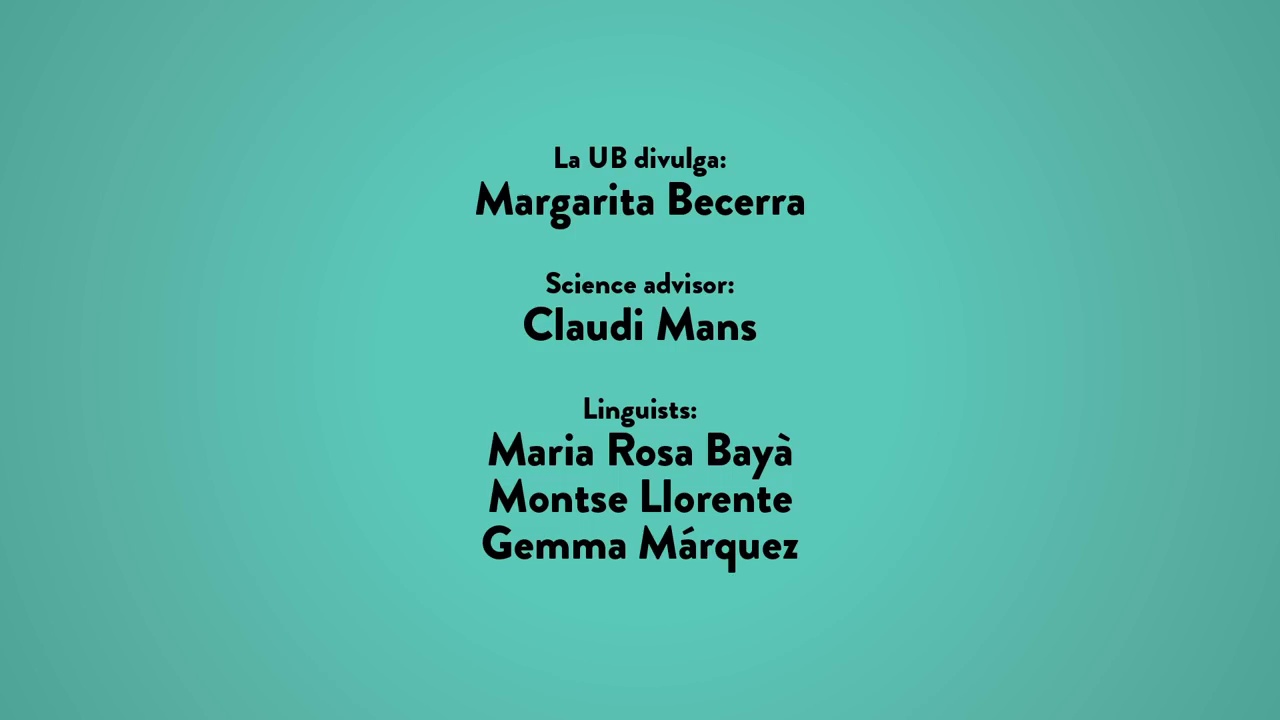 La UB divulga:
Margarita Becerra
Science advisor:
Claudi Mans
Linguists:
Maria Rosa Bayà
Montse Llorente
Gemma Márquez